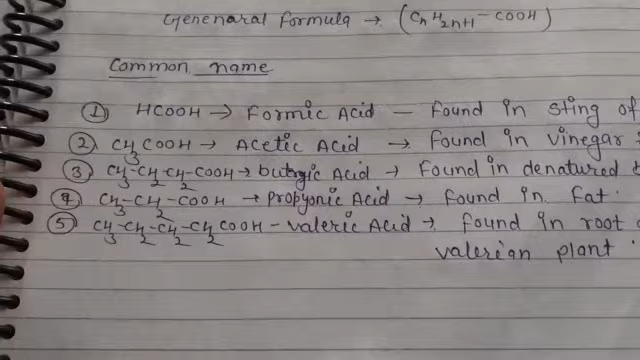 Genenaral formula → (CnH2n+1-COOH)
Common name
① HCOOH → Formic Acid — Found in sting of
② CH3COOH → Acetic Acid → Found in vinegar
③ CH3-CH2-CH2-COOH → butyric Acid → Found in denatured
④ CH3-CH2-COOH → propyonic Acid → found in Fat.
⑤ CH3-CH2-CH2-CH2COOH - valeric Acid → found in root
valerian plant.